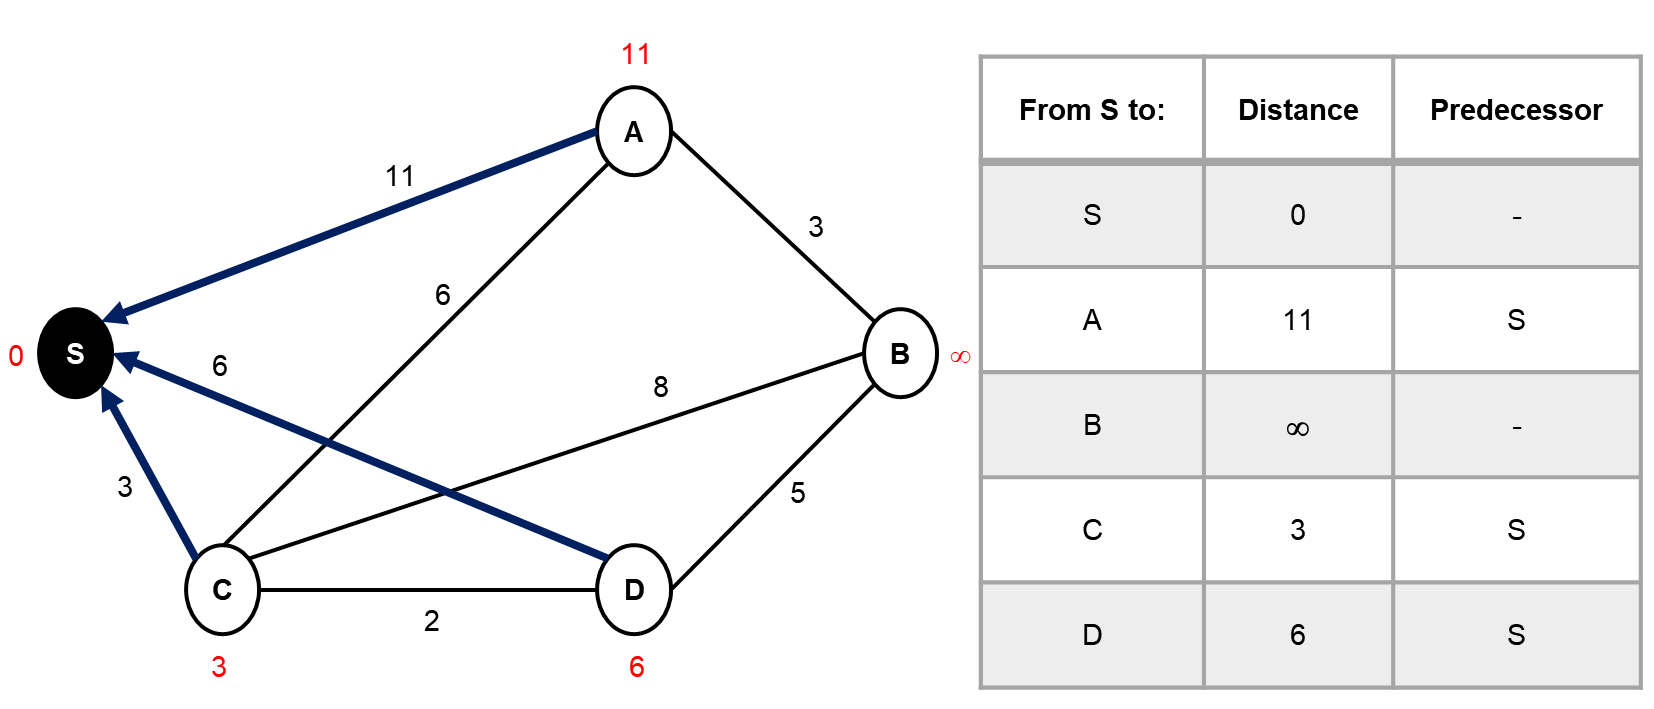 11
A
11
3
6
S
0
6
B
∞
8
3
5
C
D
2
3
6
From S to: Distance Predecessor
S 0 -
A 11 S
B ∞ -
C 3 S
D 6 S